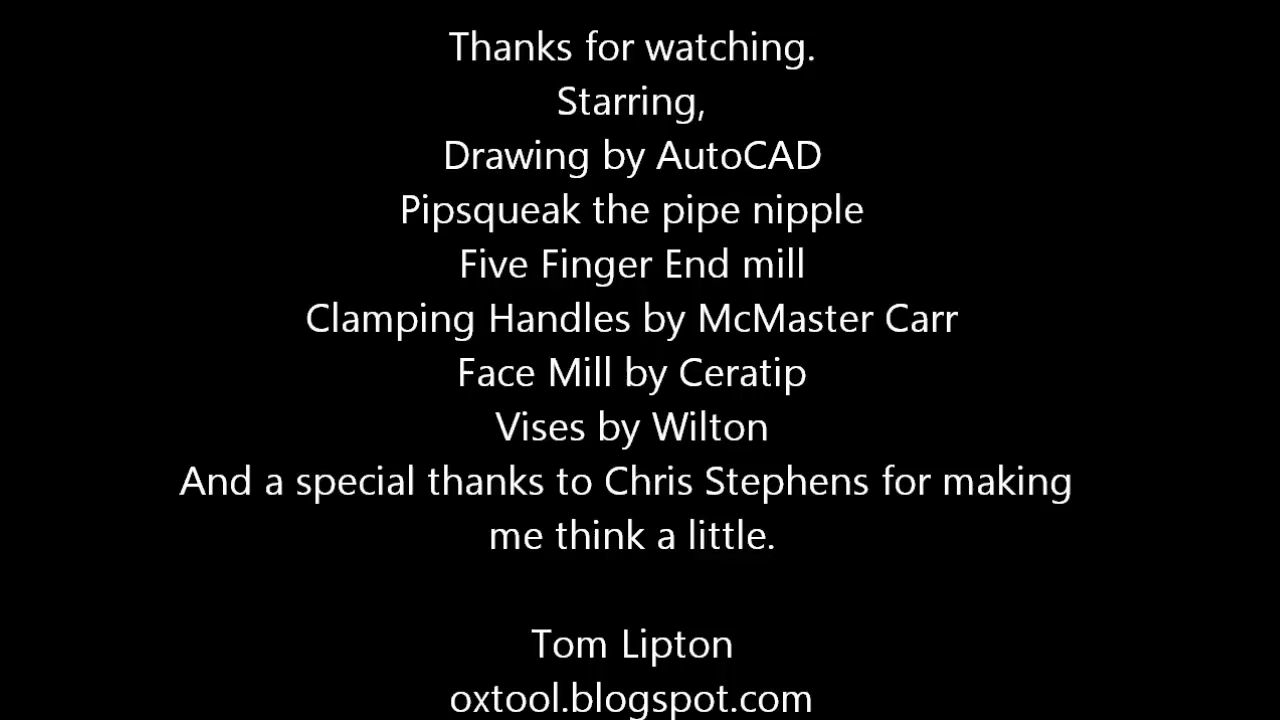 Thanks for watching.
Starring,
Drawing by AutoCAD
Pipsqueak the pipe nipple
Five Finger End mill
Clamping Handles by McMaster Carr
Face Mill by Ceratip
Vises by Wilton
And a special thanks to Chris Stephens for making
me think a little.
Tom Lipton
oxtool.blogspot.com